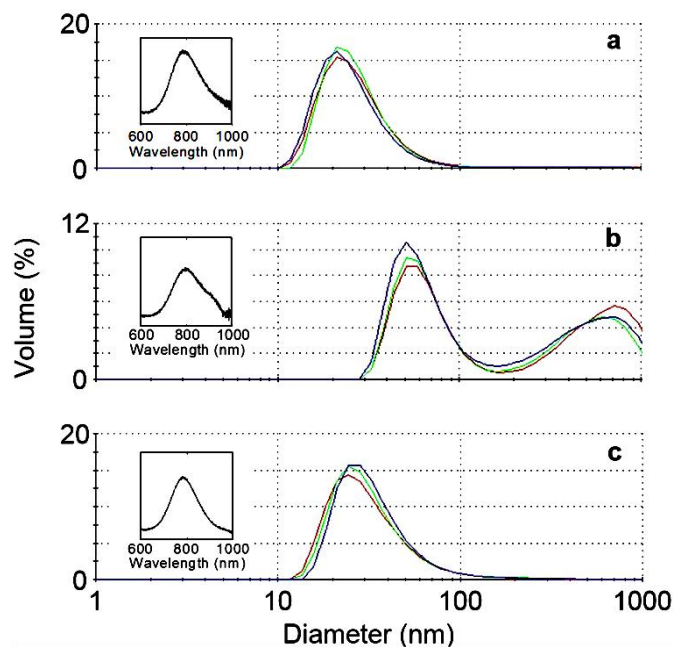 20
a
0
600 800 1000
Wavelength (nm)
12
b
0
600 800 1000
Wavelength (nm)
Volume (%)
20
c
0
600 800 1000
Wavelength (nm)
1 10 100 1000
Diameter (nm)